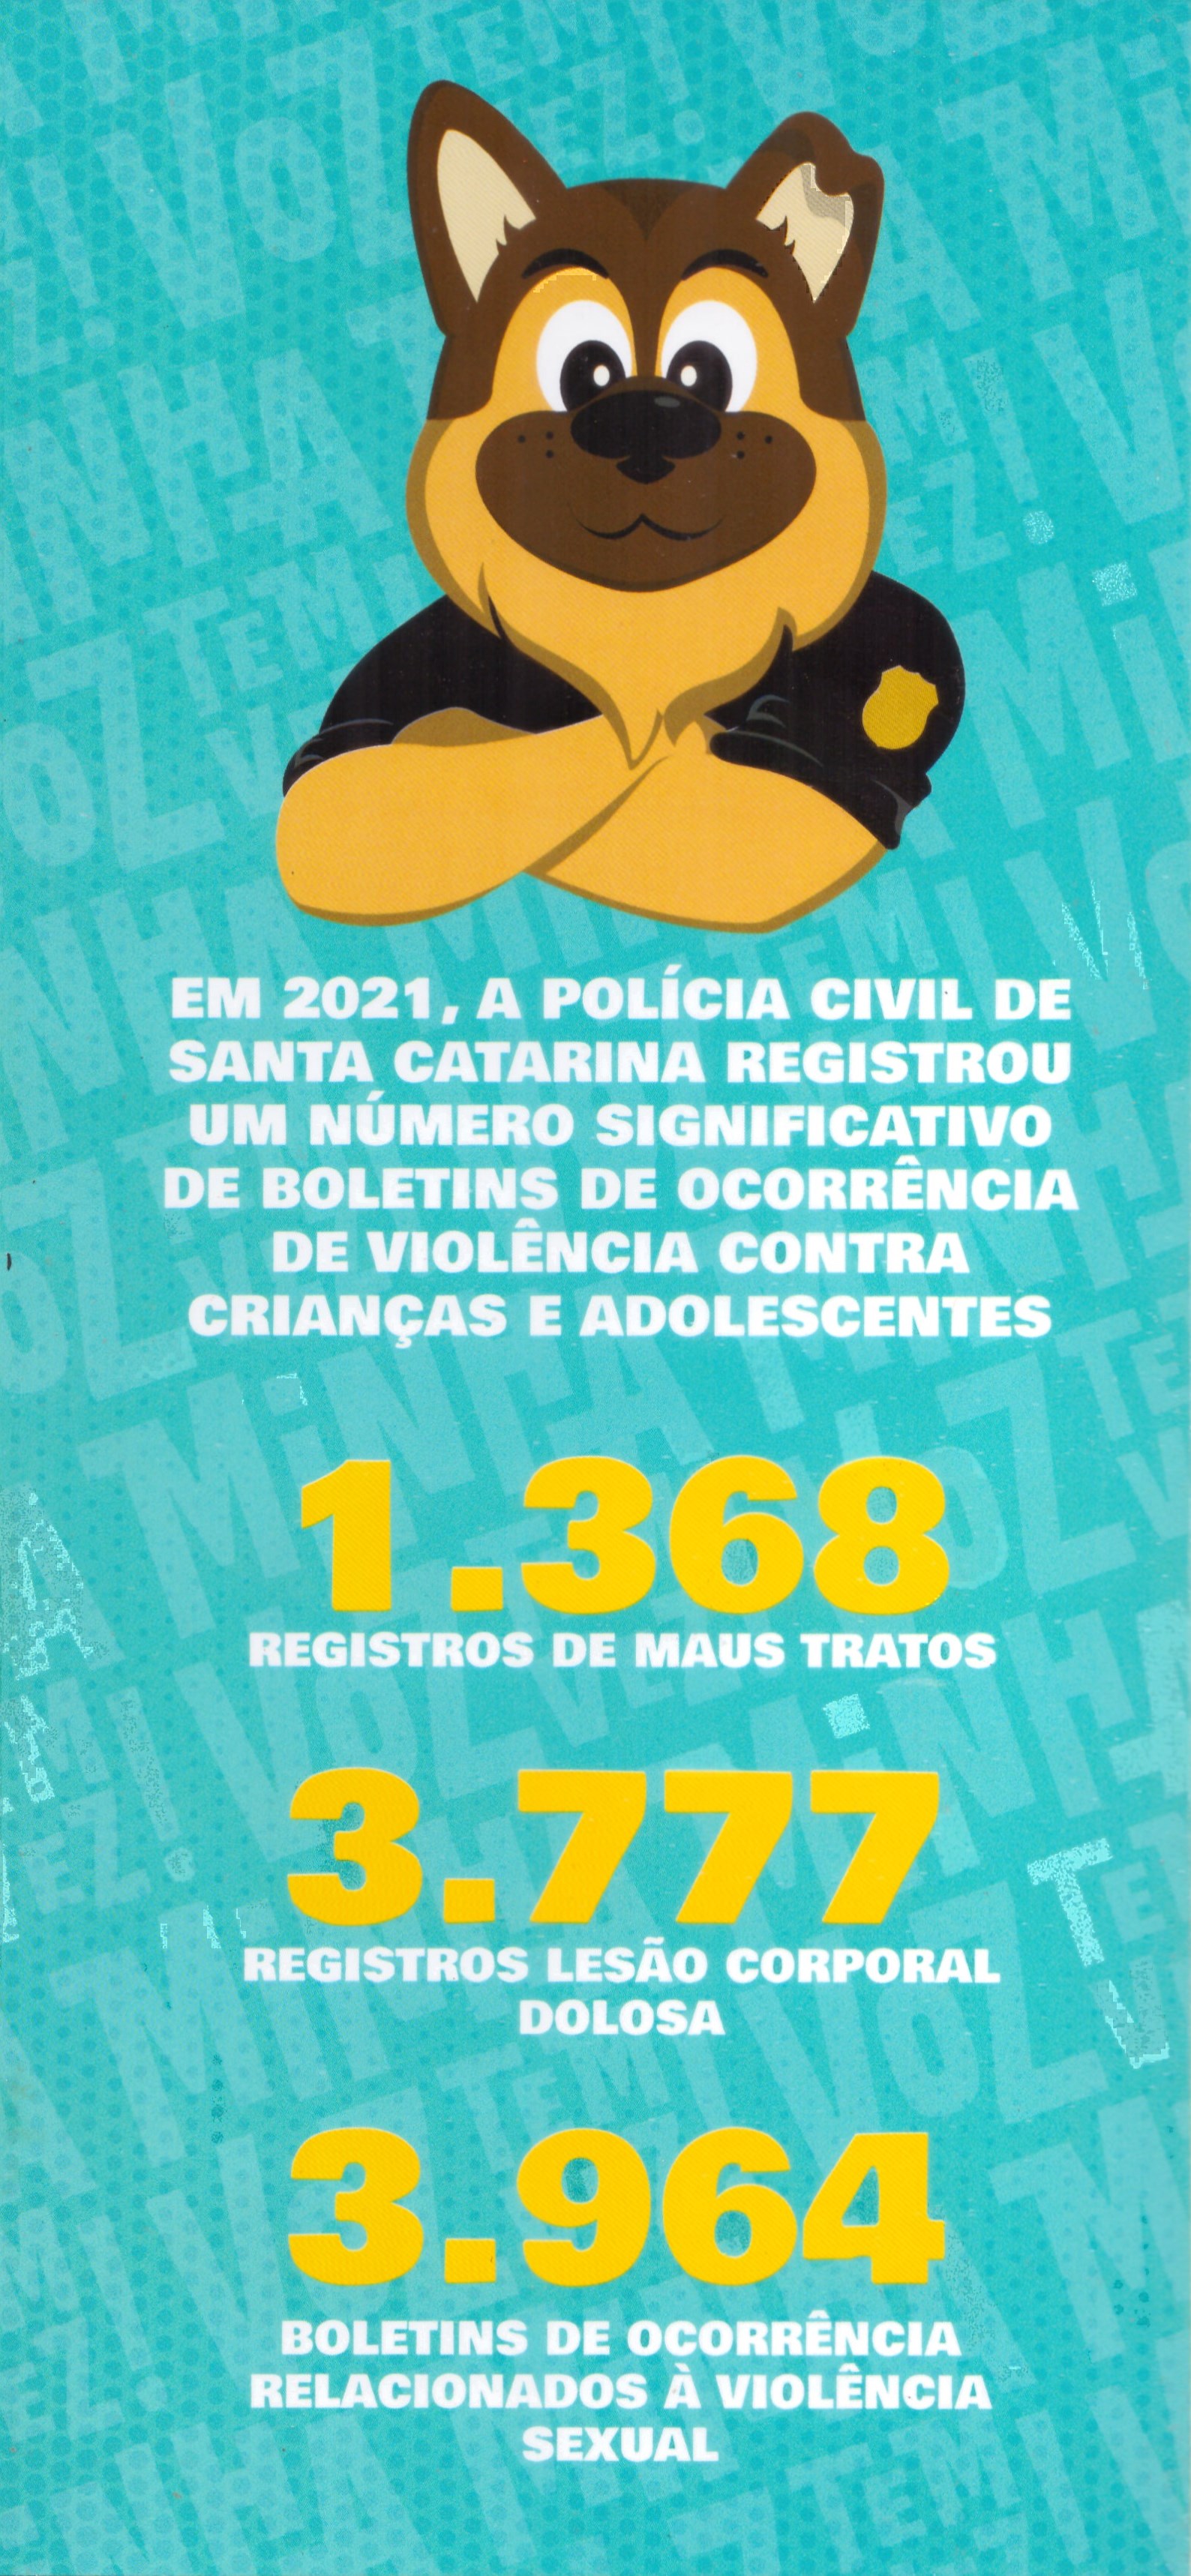 EM 2021, A POLÍCIA CIVIL DE
SANTA CATARINA REGISTROU
UM NÚMERO SIGNIFICATIVO
DE BOLETINS DE OCORRÊNCIA
DE VIOLÊNCIA CONTRA
CRIANÇAS E ADOLESCENTES
1.368
REGISTROS DE MAUS TRATOS
3.777
REGISTROS LESÃO CORPORAL
DOLOSA
3.964
BOLETINS DE OCORRÊNCIA
RELACIONADOS À VIOLÊNCIA
SEXUAL